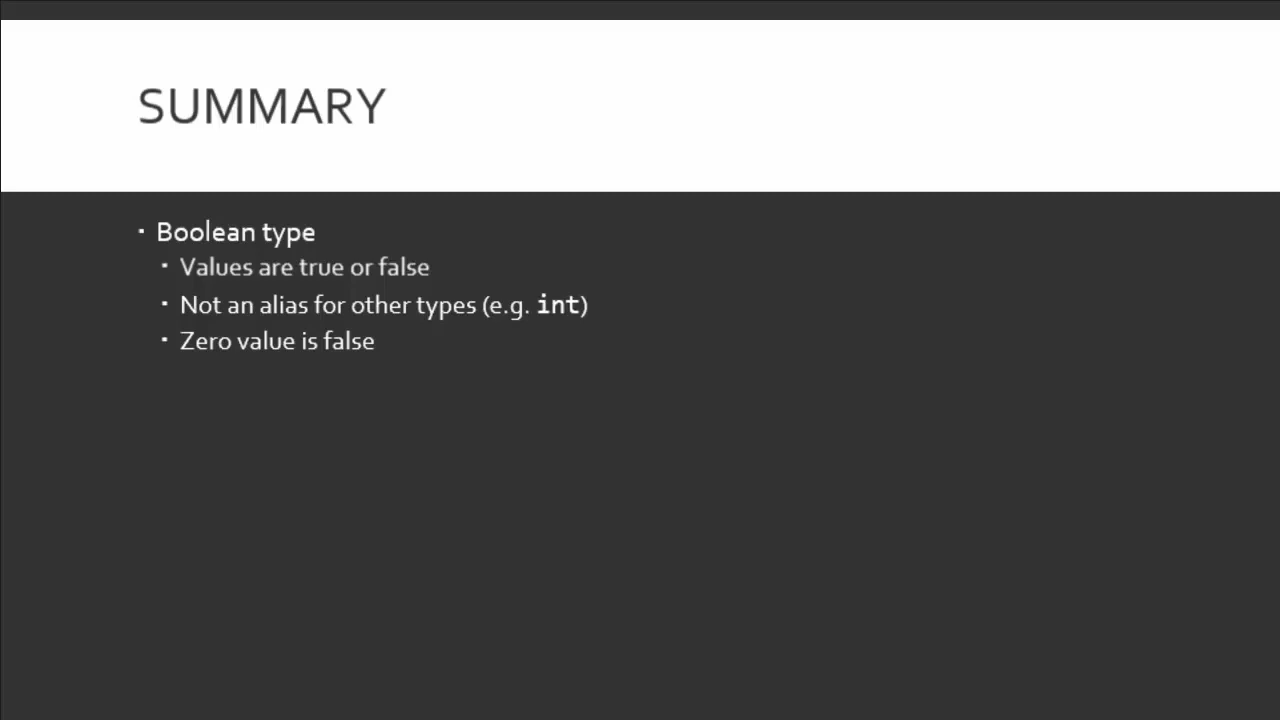 SUMMARY
▪ Boolean type
▪ Values are true or false
▪ Not an alias for other types (e.g. int)
▪ Zero value is false